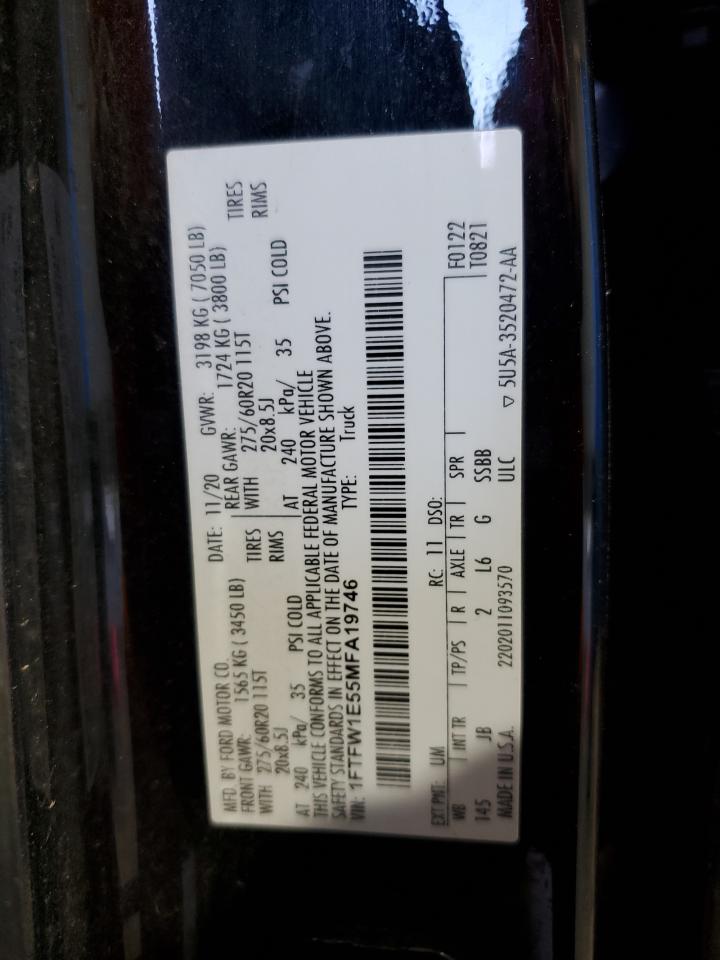 MFD. BY FORD MOTOR CO.
DATE: 11/20 GVWR: 3198 KG ( 7050 LB)
FRONT GAWR: 1565 KG ( 3450 LB) REAR GAWR: 1724 KG ( 3800 LB)
WITH 275/60R20 115T TIRES WITH 275/60R20 115T TIRES
20x8.5J RIMS 20x8.5J RIMS
AT 240 kPa/ 35 PSI COLD AT 240 kPa/ 35 PSI COLD
THIS VEHICLE CONFORMS TO ALL APPLICABLE FEDERAL MOTOR VEHICLE
SAFETY STANDARDS IN EFFECT ON THE DATE OF MANUFACTURE SHOWN ABOVE.
VIN: 1FTFW1E55MFA19746 TYPE: Truck
EXT PNT: UM RC: 11 DSO: F0122
WB INT TR TP/PS R AXLE TR SPR T0821
145 JB 2 L6 G SSBB
MADE IN U.S.A. 2202011093570 ULC ▽ 5U5A-3520472-AA